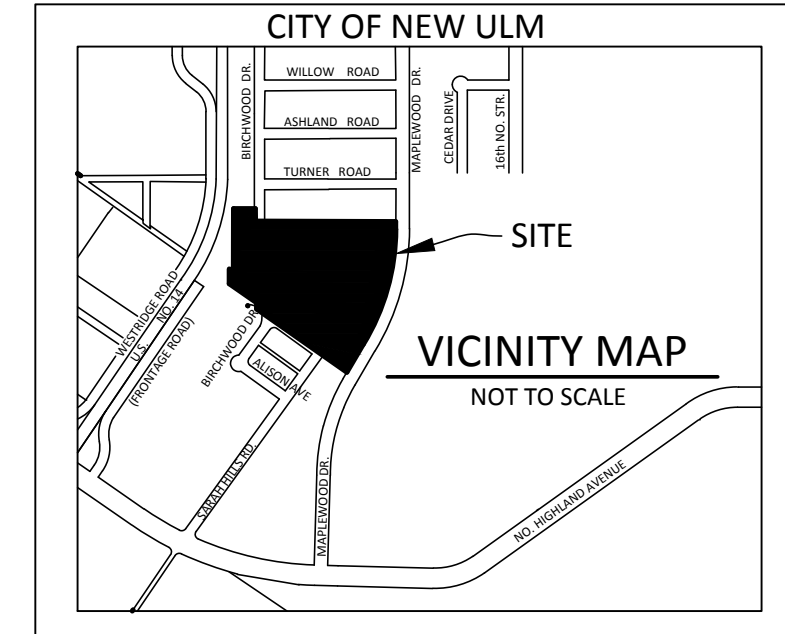 CITY OF NEW ULM
WILLOW ROAD
ASHLAND ROAD
TURNER ROAD
BIRCHWOOD DR.
MAPLEWOOD DR.
CEDAR DRIVE
16th NO. STR.
SITE
WESTRIDGE ROAD
U.S. NO. 14
(FRONTAGE ROAD)
BIRCHWOOD DR.
ALISON AVE
VICINITY MAP
NOT TO SCALE
SARAH HILLS RD.
MAPLEWOOD DR.
NO. HIGHLAND AVENUE